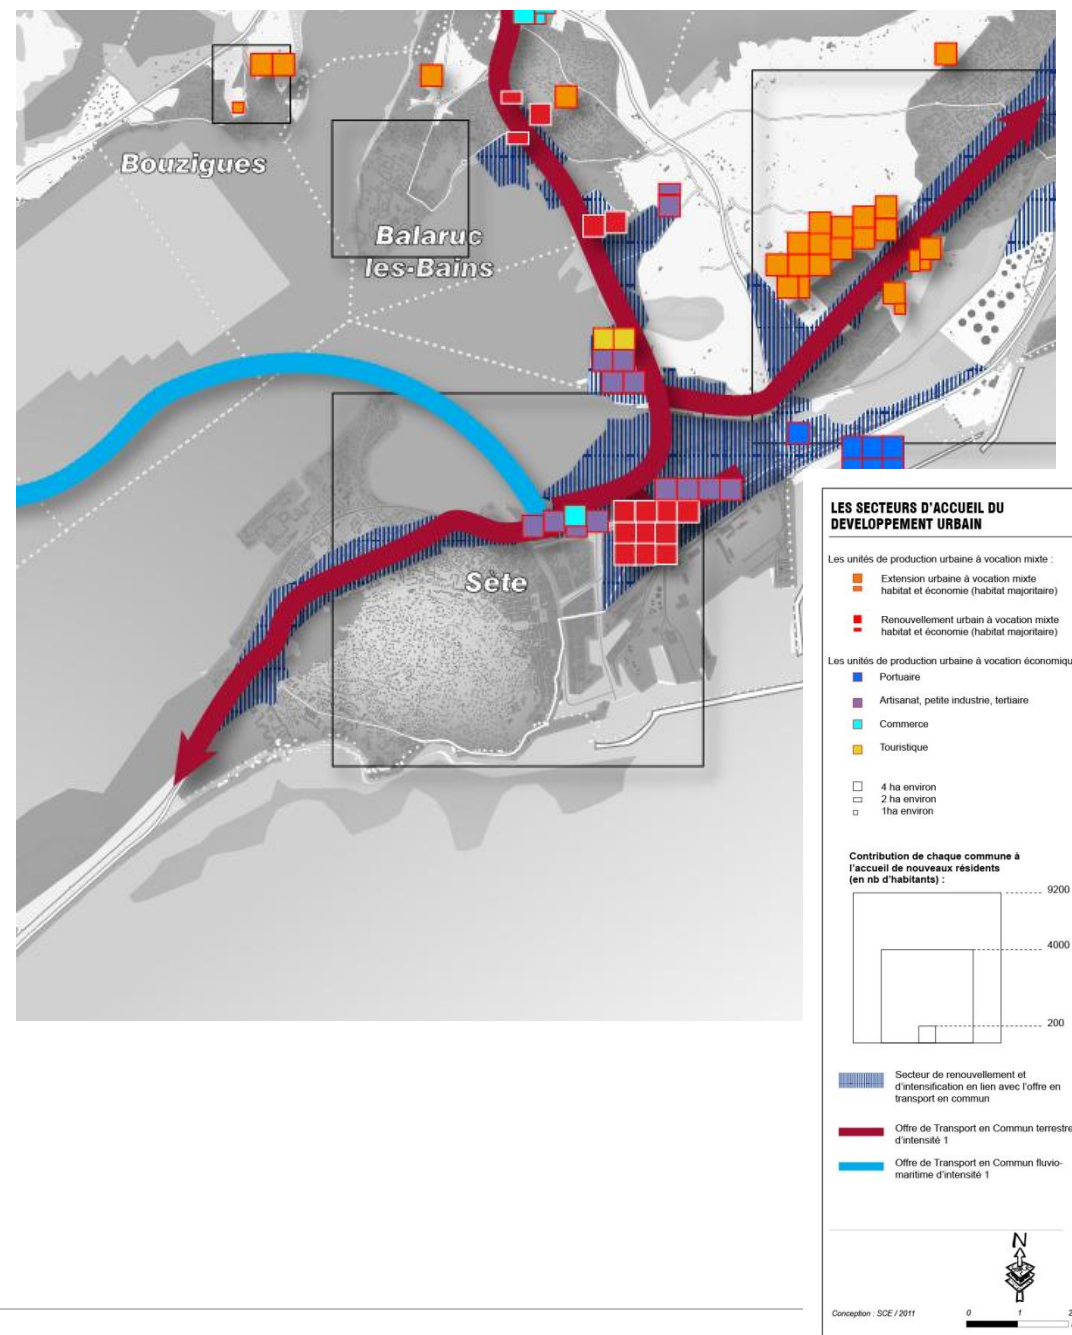 Bouzigues
Balaruc
les-Bains
Sète
LES SECTEURS D'ACCUEIL DU
DEVELOPPEMENT URBAIN
Les unités de production urbaine à vocation mixte :
Extension urbaine à vocation mixte
habitat et économie (habitat majoritaire)
Renouvellement urbain à vocation mixte
habitat et économie (habitat majoritaire)
Les unités de production urbaine à vocation économiqu
Portuaire
Artisanat, petite industrie, tertiaire
Commerce
Touristique
4 ha environ
2 ha environ
1ha environ
Contribution de chaque commune à
l'accueil de nouveaux résidents
(en nb d'habitants) :
9200
4000
200
Secteur de renouvellement et
d'intensification en lien avec l'offre en
transport en commun
Offre de Transport en Commun terrestre
d'intensité 1
Offre de Transport en Commun fluvio-
maritime d'intensité 1
N
Conception : SCE / 2011
0 1 2